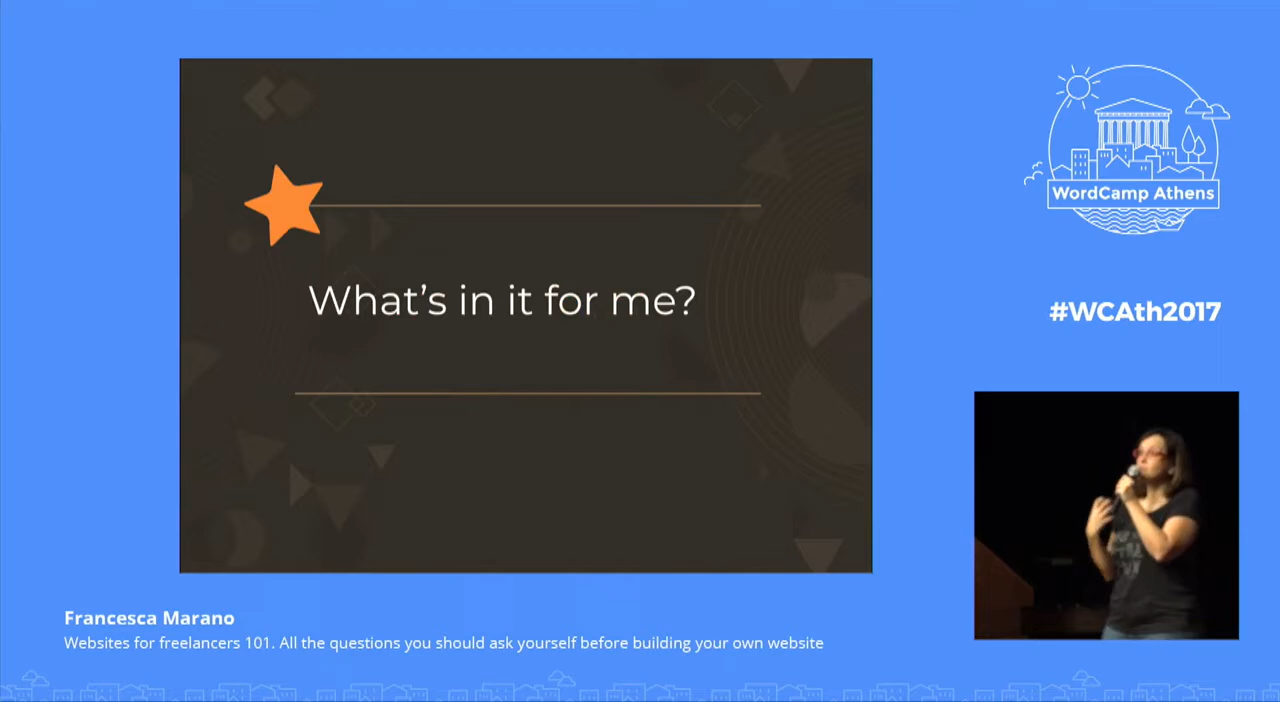 What's in it for me?
WordCamp Athens
#WCAth2017
Francesca Marano
Websites for freelancers 101. All the questions you should ask yourself before building your own website